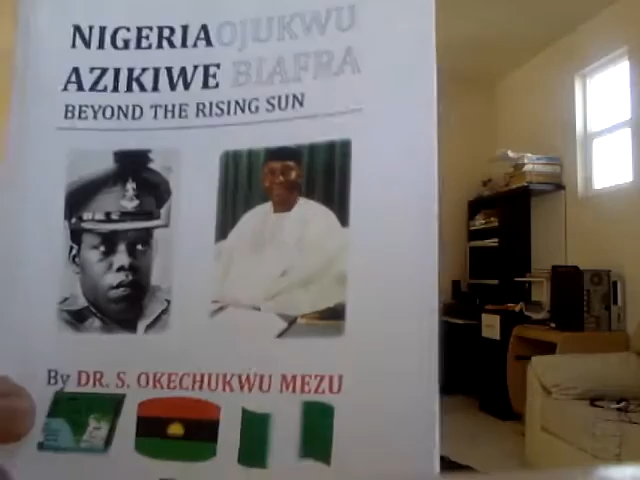 NIGERIA OJUKWU
AZIKIWE BIAFRA
BEYOND THE RISING SUN
By DR. S. OKECHUKWU MEZU